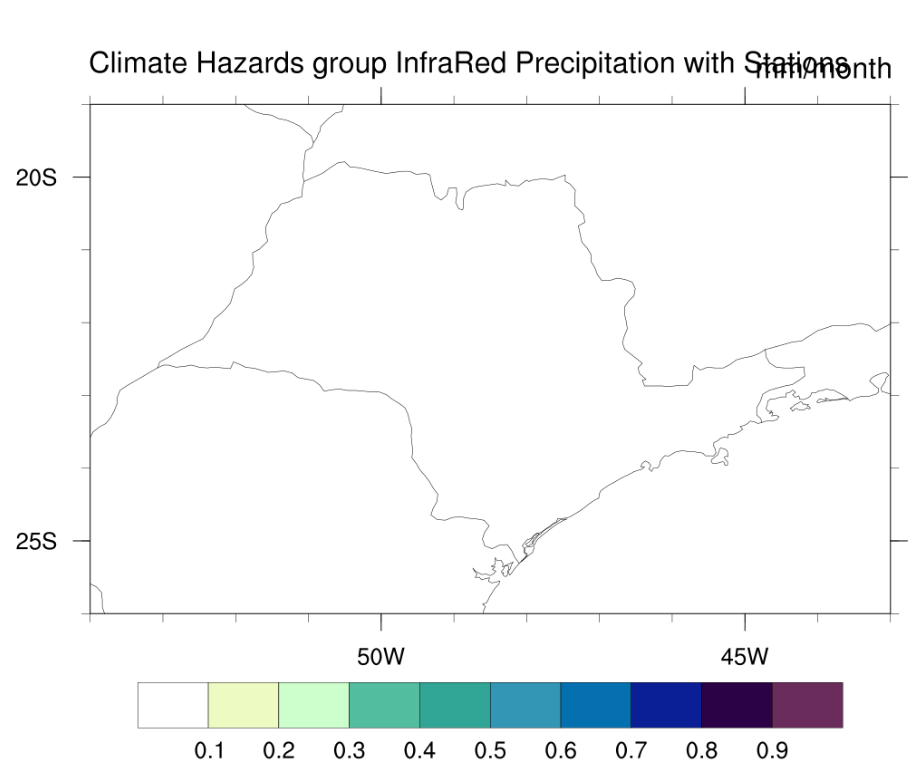 Climate Hazards group InfraRed Precipitation with Stations
mm/month
20S
25S
50W 45W
0.1 0.2 0.3 0.4 0.5 0.6 0.7 0.8 0.9